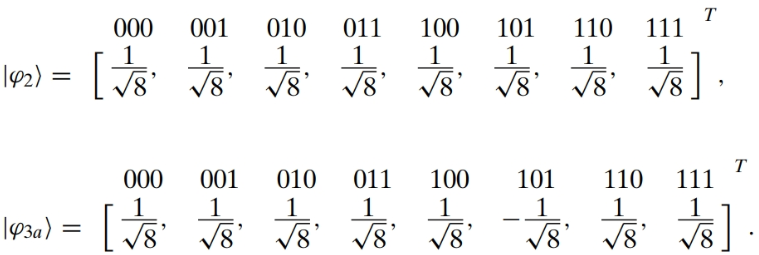 000 001 010 011 100 101 110 111 T
|φ2⟩ = [ 1/√8, 1/√8, 1/√8, 1/√8, 1/√8, 1/√8, 1/√8, 1/√8 ] ,
000 001 010 011 100 101 110 111 T
|φ3a⟩ = [ 1/√8, 1/√8, 1/√8, 1/√8, 1/√8, −1/√8, 1/√8, 1/√8 ] .